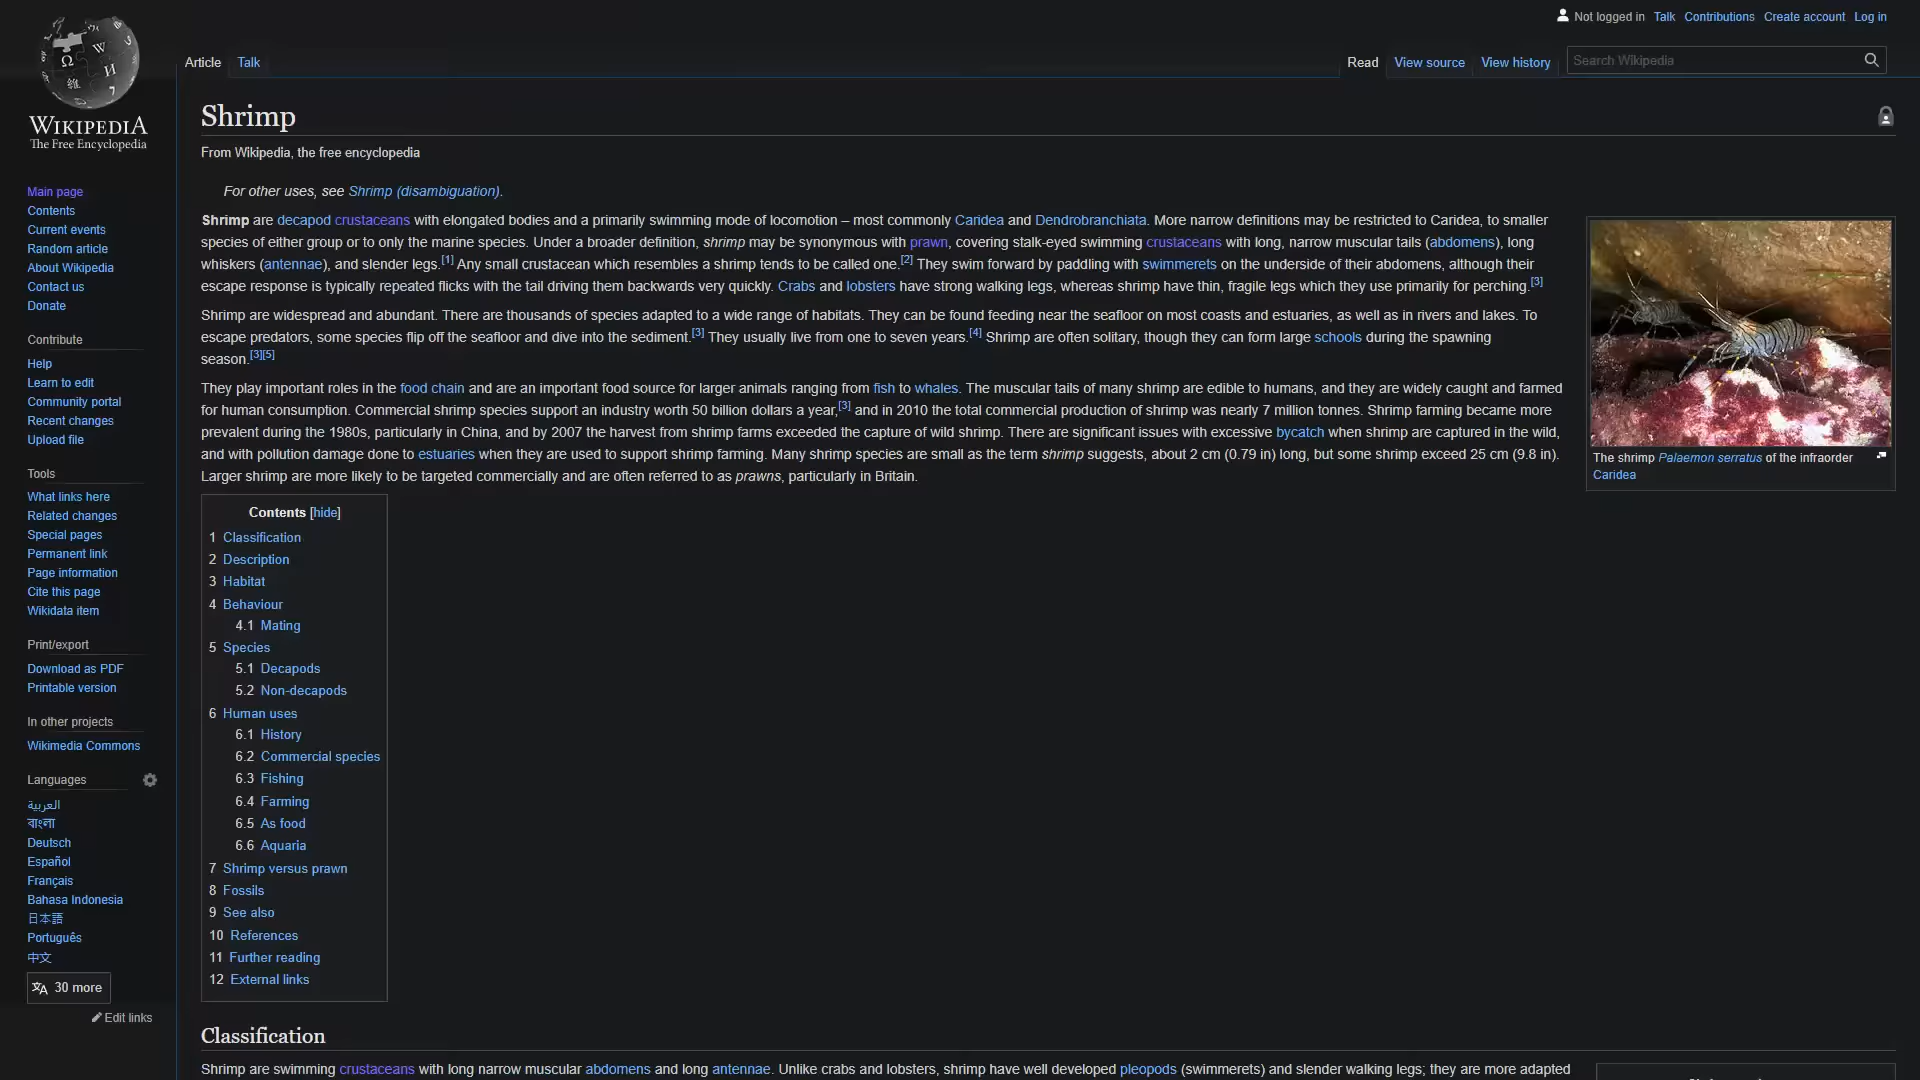 Not logged in Talk Contributions Create account Log in
Article Talk Read View source View history Search Wikipedia
WIKIPEDIA
The Free Encyclopedia
Main page
Contents
Current events
Random article
About Wikipedia
Contact us
Donate
Contribute
Help
Learn to edit
Community portal
Recent changes
Upload file
Tools
What links here
Related changes
Special pages
Permanent link
Page information
Cite this page
Wikidata item
Print/export
Download as PDF
Printable version
In other projects
Wikimedia Commons
Languages
العربية
বাংলা
Deutsch
Español
Français
Bahasa Indonesia
日本語
Português
中文
30 more
Edit links
Shrimp
From Wikipedia, the free encyclopedia
For other uses, see Shrimp (disambiguation).
Shrimp are decapod crustaceans with elongated bodies and a primarily swimming mode of locomotion – most commonly Caridea and Dendrobranchiata. More narrow definitions may be restricted to Caridea, to smaller
species of either group or to only the marine species. Under a broader definition, shrimp may be synonymous with prawn, covering stalk-eyed swimming crustaceans with long, narrow muscular tails (abdomens), long
whiskers (antennae), and slender legs.[1] Any small crustacean which resembles a shrimp tends to be called one.[2] They swim forward by paddling with swimmerets on the underside of their abdomens, although their
escape response is typically repeated flicks with the tail driving them backwards very quickly. Crabs and lobsters have strong walking legs, whereas shrimp have thin, fragile legs which they use primarily for perching.[3]
Shrimp are widespread and abundant. There are thousands of species adapted to a wide range of habitats. They can be found feeding near the seafloor on most coasts and estuaries, as well as in rivers and lakes. To
escape predators, some species flip off the seafloor and dive into the sediment.[3] They usually live from one to seven years.[4] Shrimp are often solitary, though they can form large schools during the spawning
season.[3][5]
They play important roles in the food chain and are an important food source for larger animals ranging from fish to whales. The muscular tails of many shrimp are edible to humans, and they are widely caught and farmed
for human consumption. Commercial shrimp species support an industry worth 50 billion dollars a year,[3] and in 2010 the total commercial production of shrimp was nearly 7 million tonnes. Shrimp farming became more
prevalent during the 1980s, particularly in China, and by 2007 the harvest from shrimp farms exceeded the capture of wild shrimp. There are significant issues with excessive bycatch when shrimp are captured in the wild,
and with pollution damage done to estuaries when they are used to support shrimp farming. Many shrimp species are small as the term shrimp suggests, about 2 cm (0.79 in) long, but some shrimp exceed 25 cm (9.8 in).
Larger shrimp are more likely to be targeted commercially and are often referred to as prawns, particularly in Britain.
The shrimp Palaemon serratus of the infraorder
Caridea
Contents [hide]
1 Classification
2 Description
3 Habitat
4 Behaviour
4.1 Mating
5 Species
5.1 Decapods
5.2 Non-decapods
6 Human uses
6.1 History
6.2 Commercial species
6.3 Fishing
6.4 Farming
6.5 As food
6.6 Aquaria
7 Shrimp versus prawn
8 Fossils
9 See also
10 References
11 Further reading
12 External links
Classification
Shrimp are swimming crustaceans with long narrow muscular abdomens and long antennae. Unlike crabs and lobsters, shrimp have well developed pleopods (swimmerets) and slender walking legs; they are more adapted